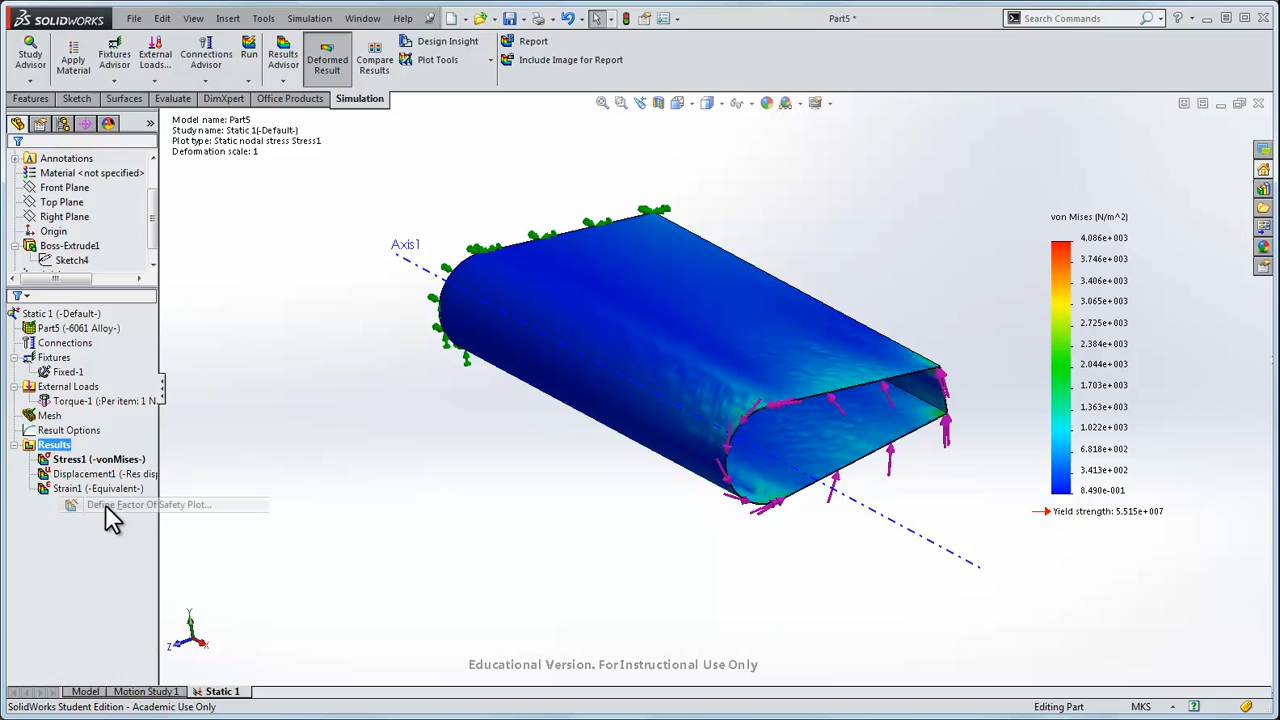 SOLIDWORKS File Edit View Insert Tools Simulation Window Help Part5 * Search Commands
Study Advisor Apply Material Fixtures Advisor External Loads... Connections Advisor Run Results Advisor Deformed Result Compare Results Design Insight Plot Tools Report Include Image for Report
Features Sketch Surfaces Evaluate DimXpert Office Products Simulation
Annotations
Material <not specified>
Front Plane
Top Plane
Right Plane
Origin
Boss-Extrude1
Sketch4
Static 1 (-Default-)
Part5 (-6061 Alloy-)
Connections
Fixtures
Fixed-1
External Loads
Torque-1 (:Per item: 1 N.
Mesh
Result Options
Results
Stress1 (-vonMises-)
Displacement1 (-Res disp
Strain1 (-Equivalent-)
Define Factor Of Safety Plot...
Model name: Part5
Study name: Static 1(-Default-)
Plot type: Static nodal stress Stress1
Deformation scale: 1
Axis1
von Mises (N/m^2)
4.086e+003
3.746e+003
3.406e+003
3.065e+003
2.725e+003
2.384e+003
2.044e+003
1.703e+003
1.363e+003
1.022e+003
6.818e+002
3.413e+002
8.490e-001
Yield strength: 5.515e+007
Y
Z
X
Educational Version. For Instructional Use Only
Model Motion Study 1 Static 1
SolidWorks Student Edition - Academic Use Only Editing Part MKS